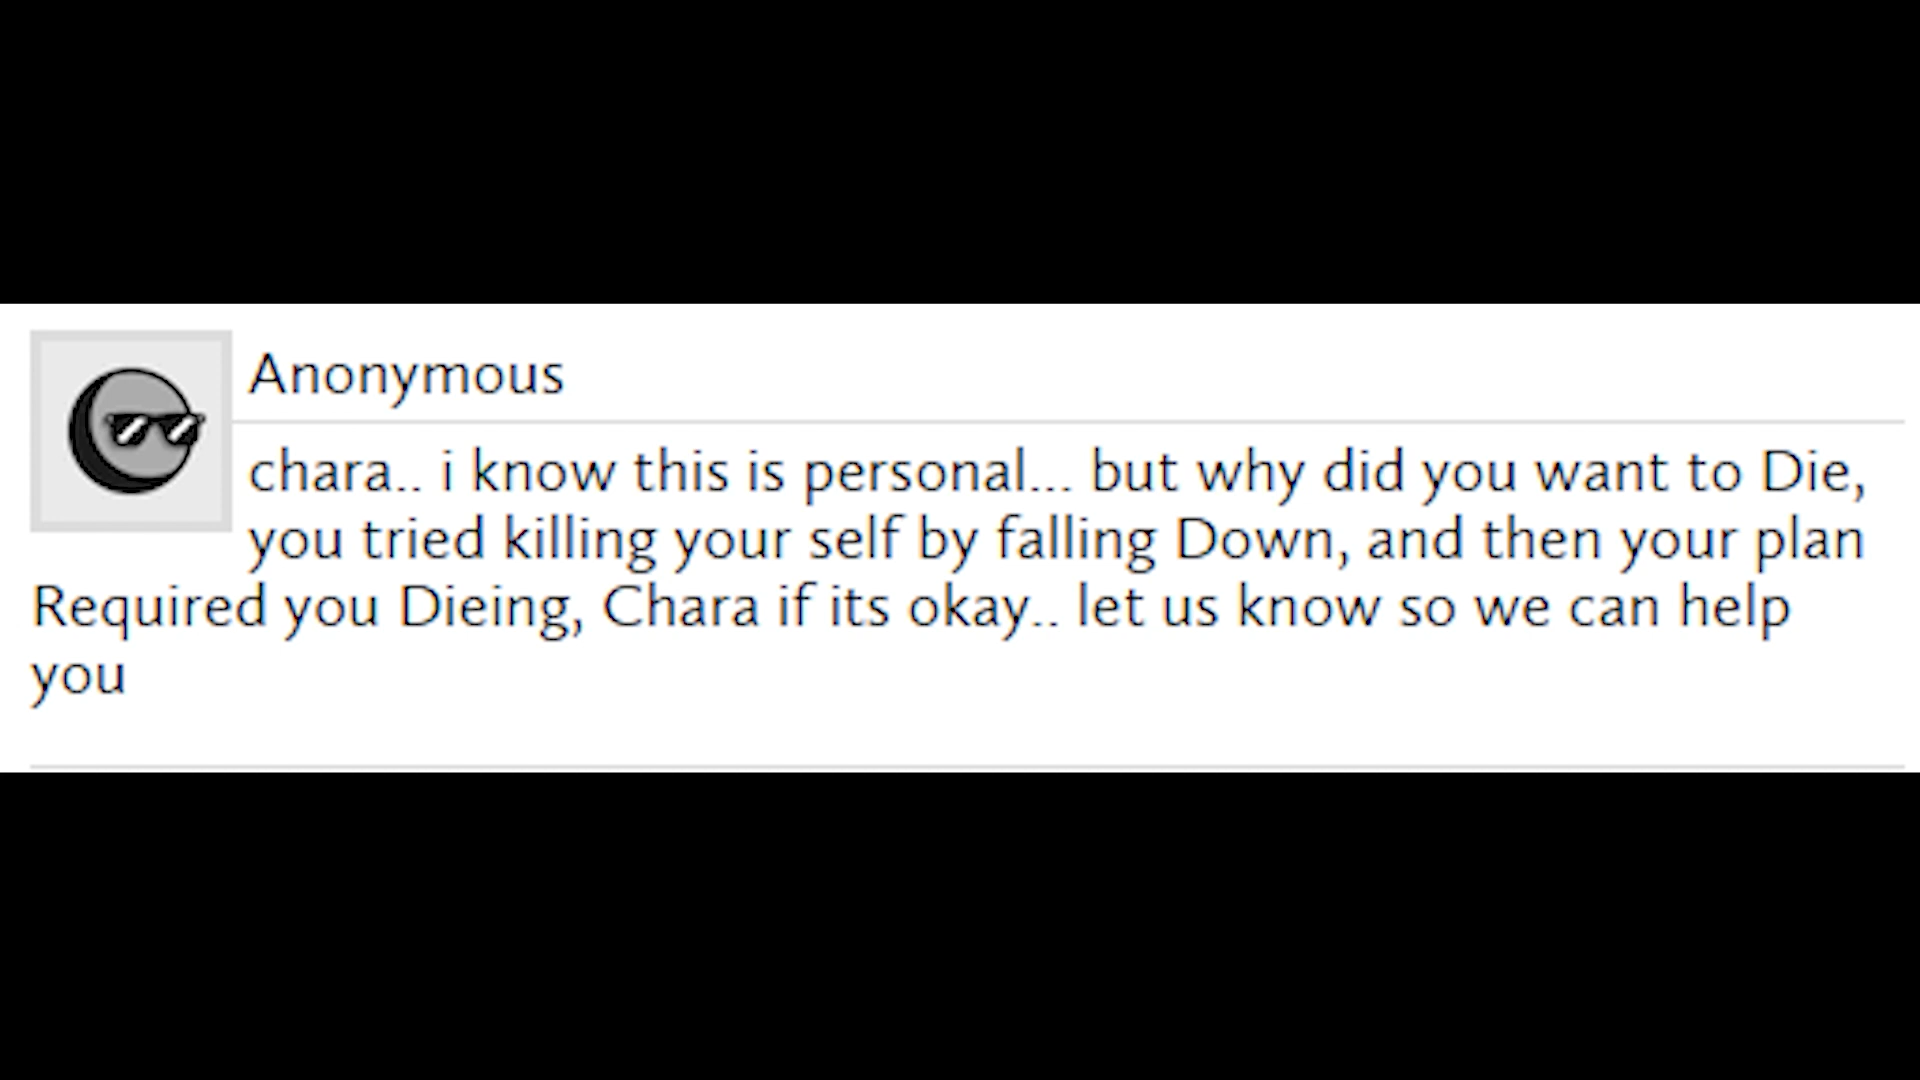 Anonymous
chara.. i know this is personal... but why did you want to Die,
you tried killing your self by falling Down, and then your plan
Required you Dieing, Chara if its okay.. let us know so we can help
you